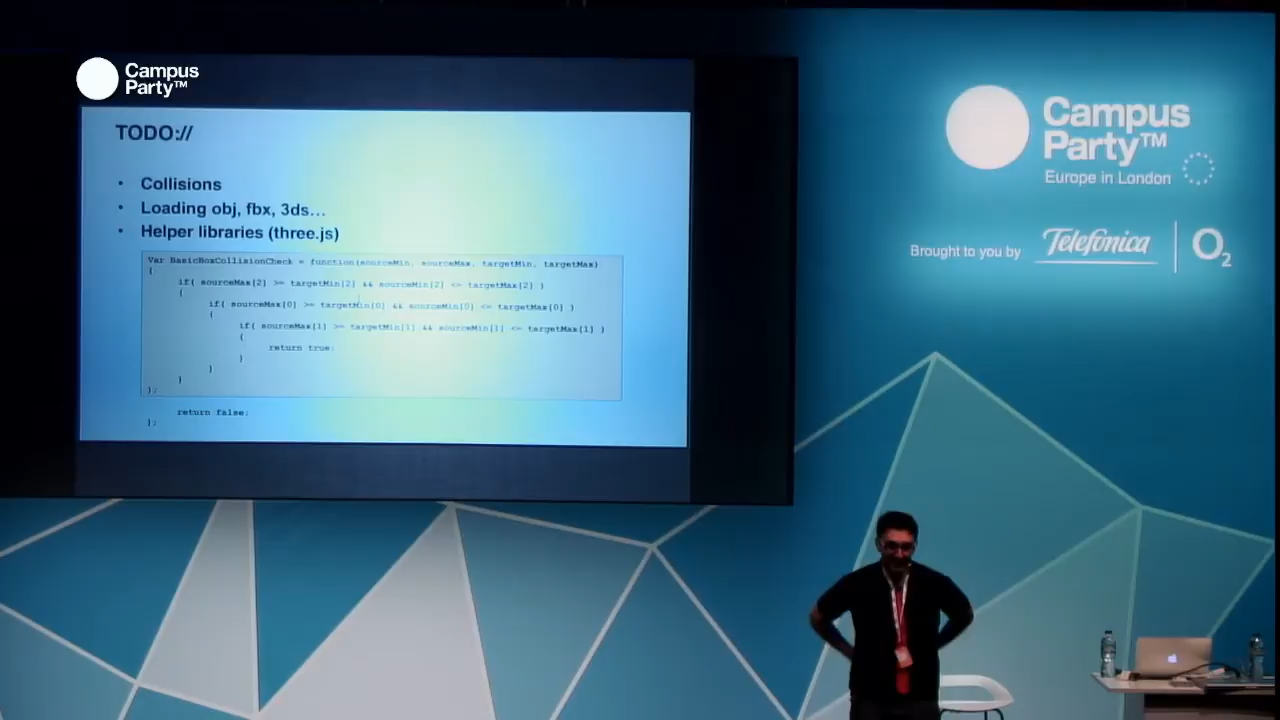 Campus
Party™
TODO://
• Collisions
• Loading obj, fbx, 3ds...
• Helper libraries (three.js)
Var BasicBoxCollisionCheck = function(sourceMin, sourceMax, targetMin, targetMax)
{
if( sourceMax[2] >= targetMin[2] && sourceMin[2] <= targetMax[2] )
{
if( sourceMax[0] >= targetMin[0] && sourceMin[0] <= targetMax[0] )
{
if( sourceMax[1] >= targetMin[1] && sourceMin[1] <= targetMax[1] )
{
return true;
}
}
}
};
return false;
};
Campus
Party™
Europe in London
Brought to you by Telefónica O2